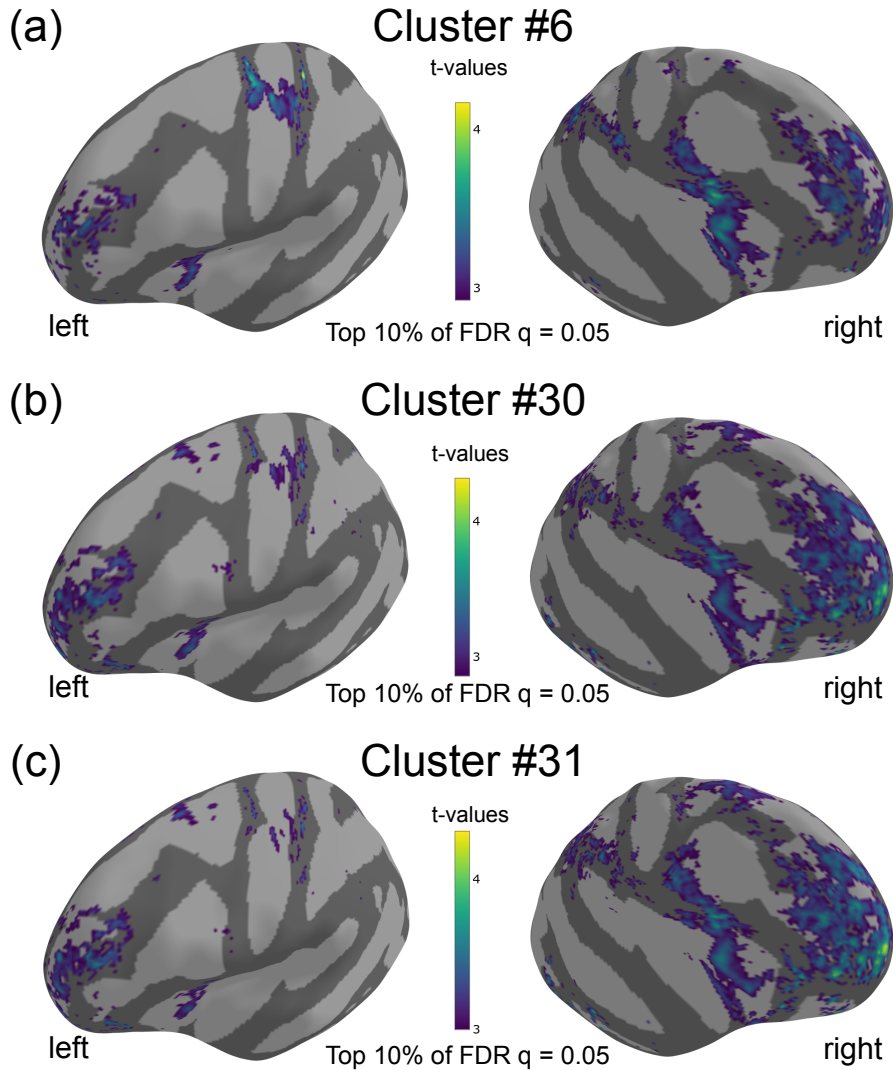 (a)
Cluster #6
t-values
4
3
left
Top 10% of FDR q = 0.05
right
(b)
Cluster #30
t-values
4
3
left
Top 10% of FDR q = 0.05
right
(c)
Cluster #31
t-values
4
3
left
Top 10% of FDR q = 0.05
right